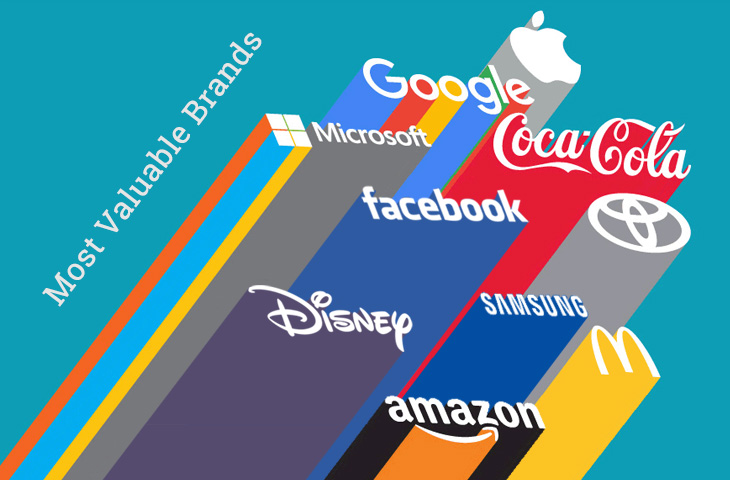 Most Valuable Brands
Google
Microsoft
Coca-Cola
facebook
Disney
SAMSUNG
amazon